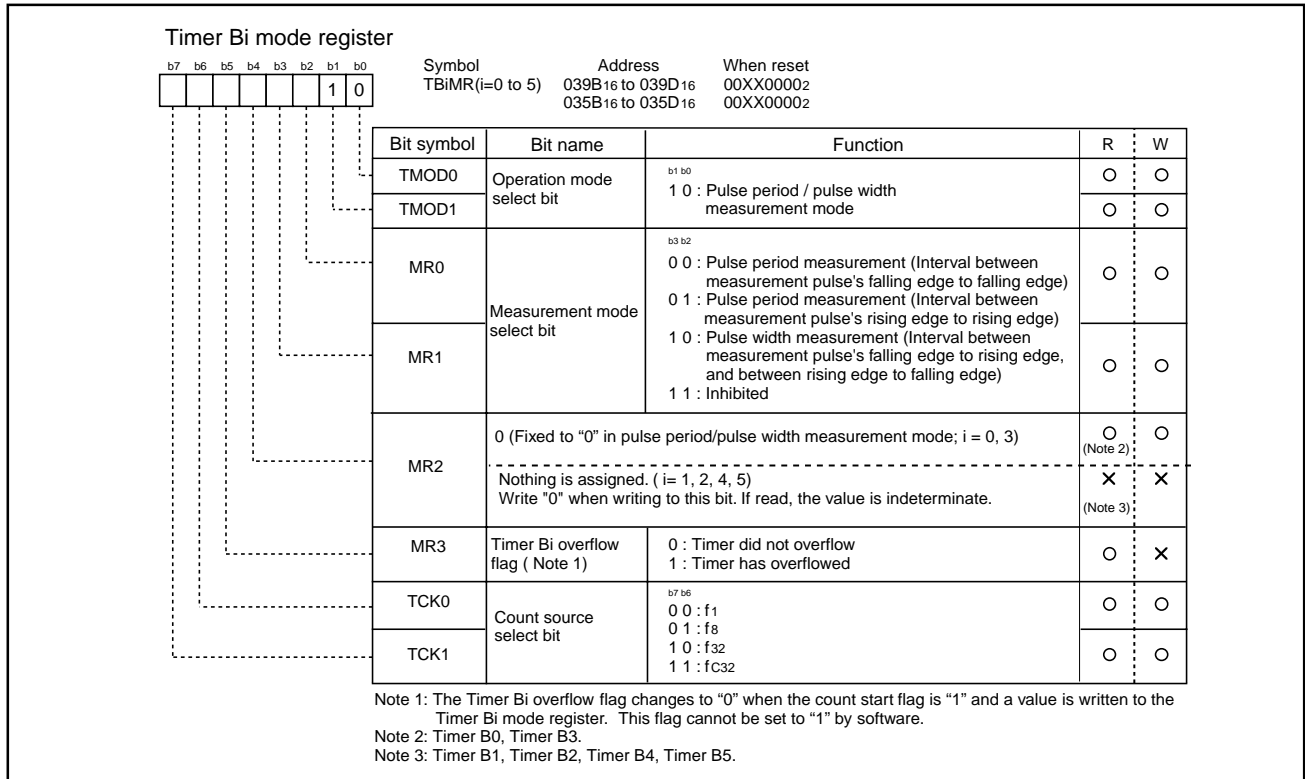 Timer Bi mode register
b7 b6 b5 b4 b3 b2 b1 b0
1 0
Symbol Address When reset
TBiMR(i=0 to 5) 039B16 to 039D16 00XX00002
035B16 to 035D16 00XX00002
Bit symbol Bit name Function R W
TMOD0 Operation mode select bit
TMOD1
b1 b0
1 0 : Pulse period / pulse width
measurement mode
MR0
MR1
Measurement mode
select bit
b3 b2
0 0 : Pulse period measurement (Interval between
measurement pulse's falling edge to falling edge)
0 1 : Pulse period measurement (Interval between
measurement pulse's rising edge to rising edge)
1 0 : Pulse width measurement (Interval between
measurement pulse's falling edge to rising edge,
and between rising edge to falling edge)
1 1 : Inhibited
MR2
0 (Fixed to “0” in pulse period/pulse width measurement mode; i = 0, 3)
(Note 2)
Nothing is assigned. ( i= 1, 2, 4, 5)
Write "0" when writing to this bit. If read, the value is indeterminate.
(Note 3)
MR3
Timer Bi overflow
flag ( Note 1)
0 : Timer did not overflow
1 : Timer has overflowed
TCK0
TCK1
Count source
select bit
b7 b6
0 0 : f1
0 1 : f8
1 0 : f32
1 1 : fC32
Note 1: The Timer Bi overflow flag changes to “0” when the count start flag is “1” and a value is written to the
Timer Bi mode register. This flag cannot be set to “1” by software.
Note 2: Timer B0, Timer B3.
Note 3: Timer B1, Timer B2, Timer B4, Timer B5.